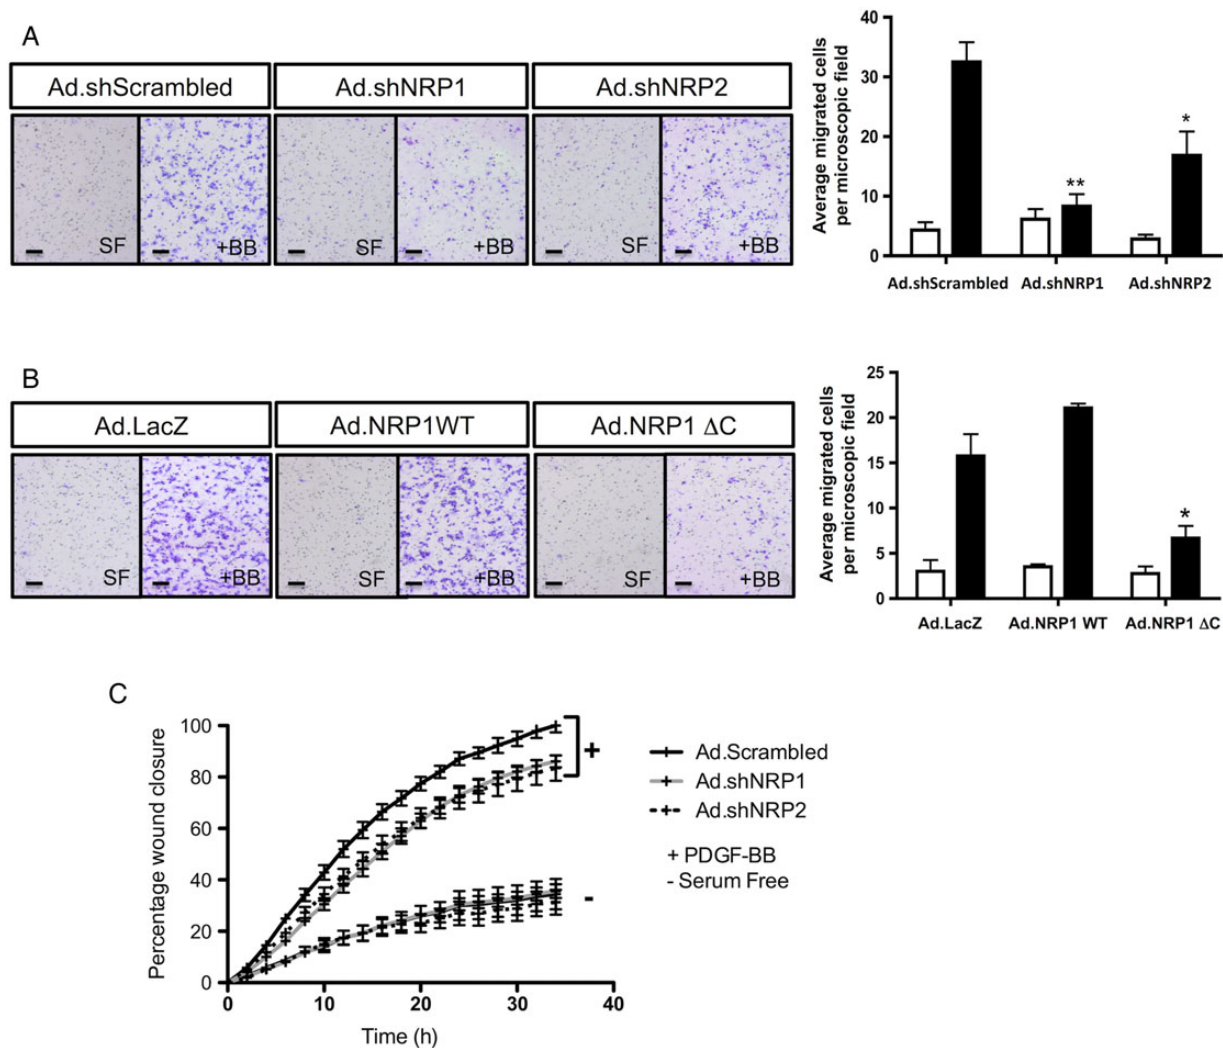 A
Ad.shScrambled
Ad.shNRP1
Ad.shNRP2
SF
+BB
SF
+BB
SF
+BB
Average migrated cells
per microscopic field
40
30
20
10
0
**
*
Ad.shScrambled
Ad.shNRP1
Ad.shNRP2
B
Ad.LacZ
Ad.NRP1WT
Ad.NRP1 ΔC
SF
+BB
SF
+BB
SF
+BB
Average migrated cells
per microscopic field
25
20
15
10
5
0
*
Ad.LacZ
Ad.NRP1 WT
Ad.NRP1 ΔC
C
Percentage wound closure
100
80
60
40
20
0
0
10
20
30
40
Time (h)
+
-
Ad.Scrambled
Ad.shNRP1
Ad.shNRP2
+ PDGF-BB
- Serum Free